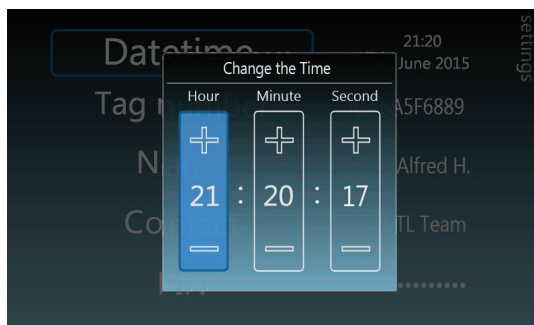 settings
Datetime
21:20
June 2015
Change the Time
Hour Minute Second
21 : 20 : 17
Tag
A5F6889
Alfred H.
TL Team
PIN
•••••••••